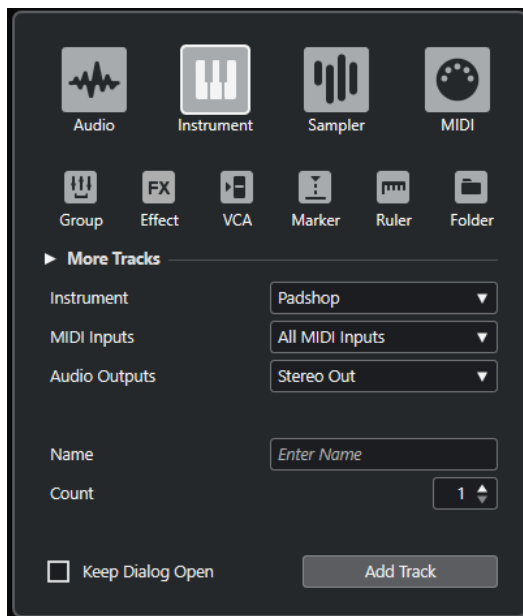 Audio Instrument Sampler MIDI
FX
Group Effect VCA Marker Ruler Folder
More Tracks
Instrument Padshop
MIDI Inputs All MIDI Inputs
Audio Outputs Stereo Out
Name Enter Name
Count 1
Keep Dialog Open Add Track